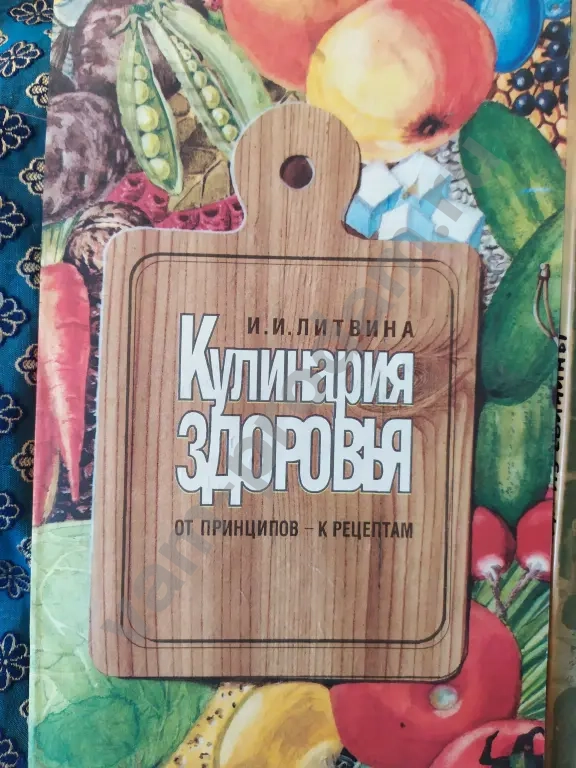 И.И.ЛИТВИНА
Кулинария
ЗДОРОВЬЯ
ОТ ПРИНЦИПОВ – К РЕЦЕПТАМ